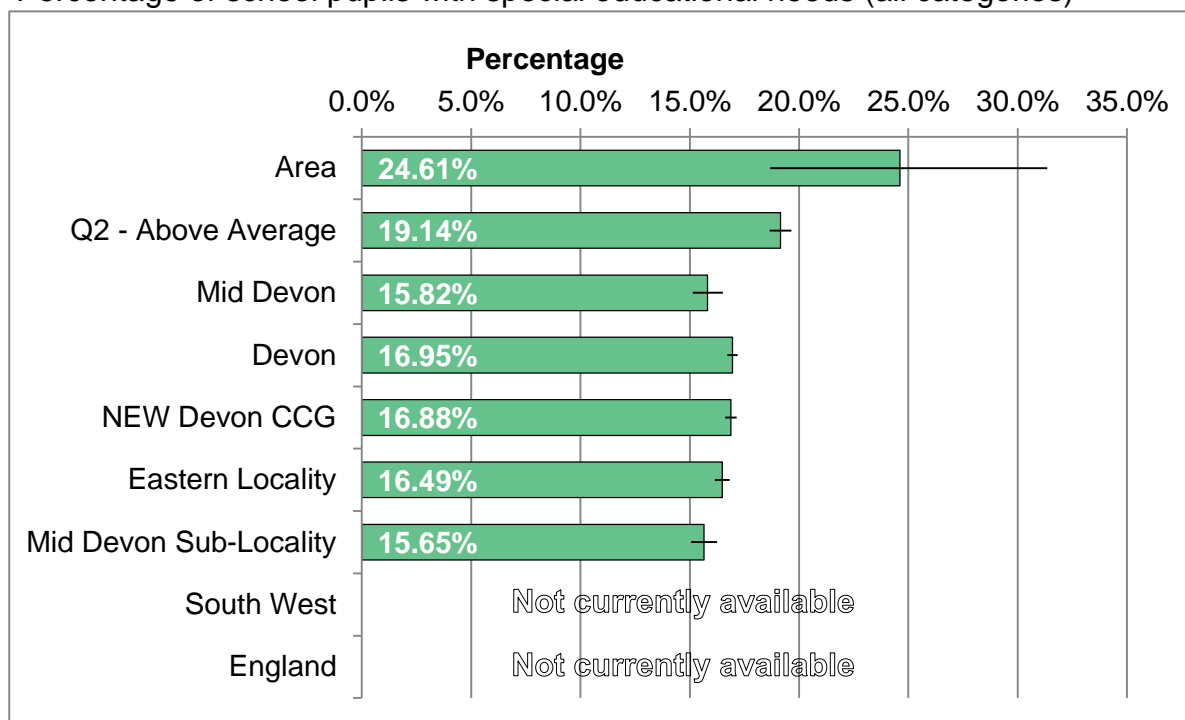 Percentage of school pupils with special educational needs (all categories)
Percentage
0.0% 5.0% 10.0% 15.0% 20.0% 25.0% 30.0% 35.0%
Area 24.61%
Q2 - Above Average 19.14%
Mid Devon 15.82%
Devon 16.95%
NEW Devon CCG 16.88%
Eastern Locality 16.49%
Mid Devon Sub-Locality 15.65%
South West Not currently available
England Not currently available